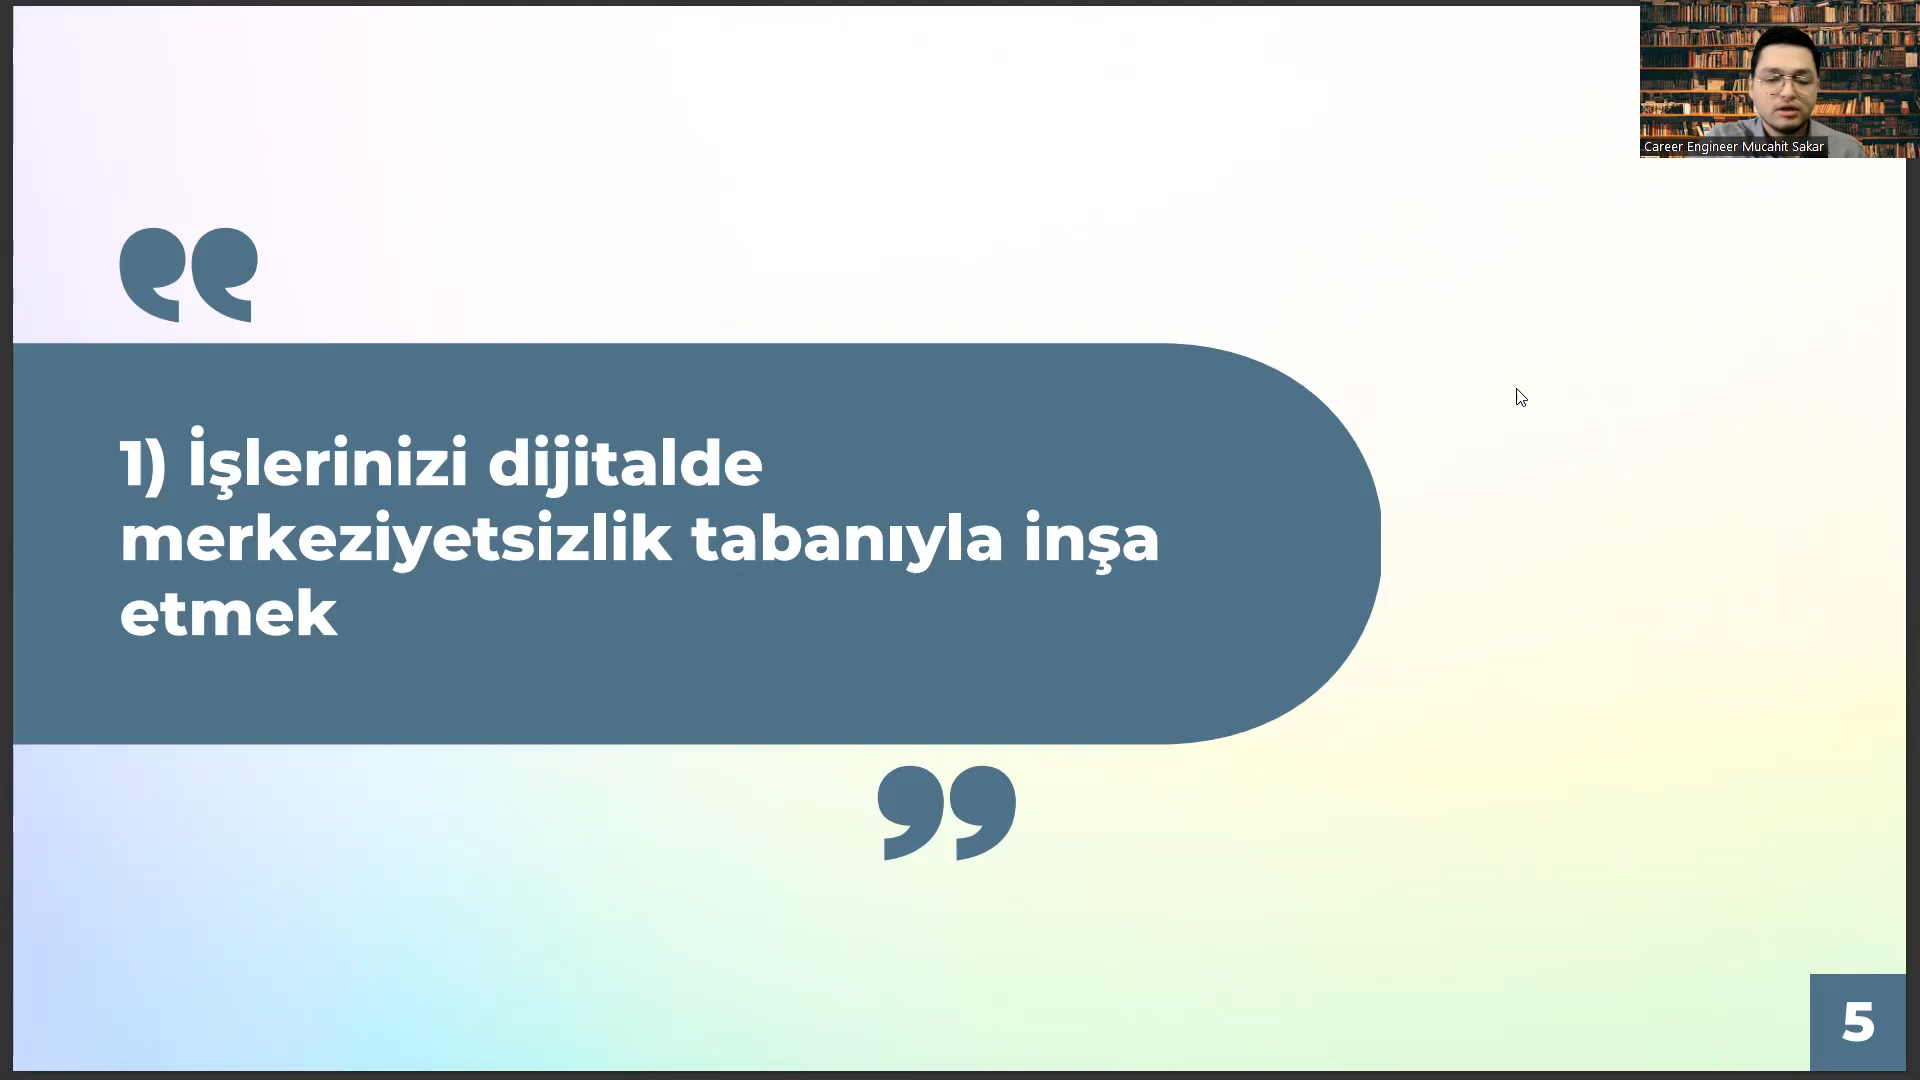 Career Engineer Mucahit Sakar
1) İşlerinizi dijitalde
merkeziyetsizlik tabanıyla inşa
etmek
5